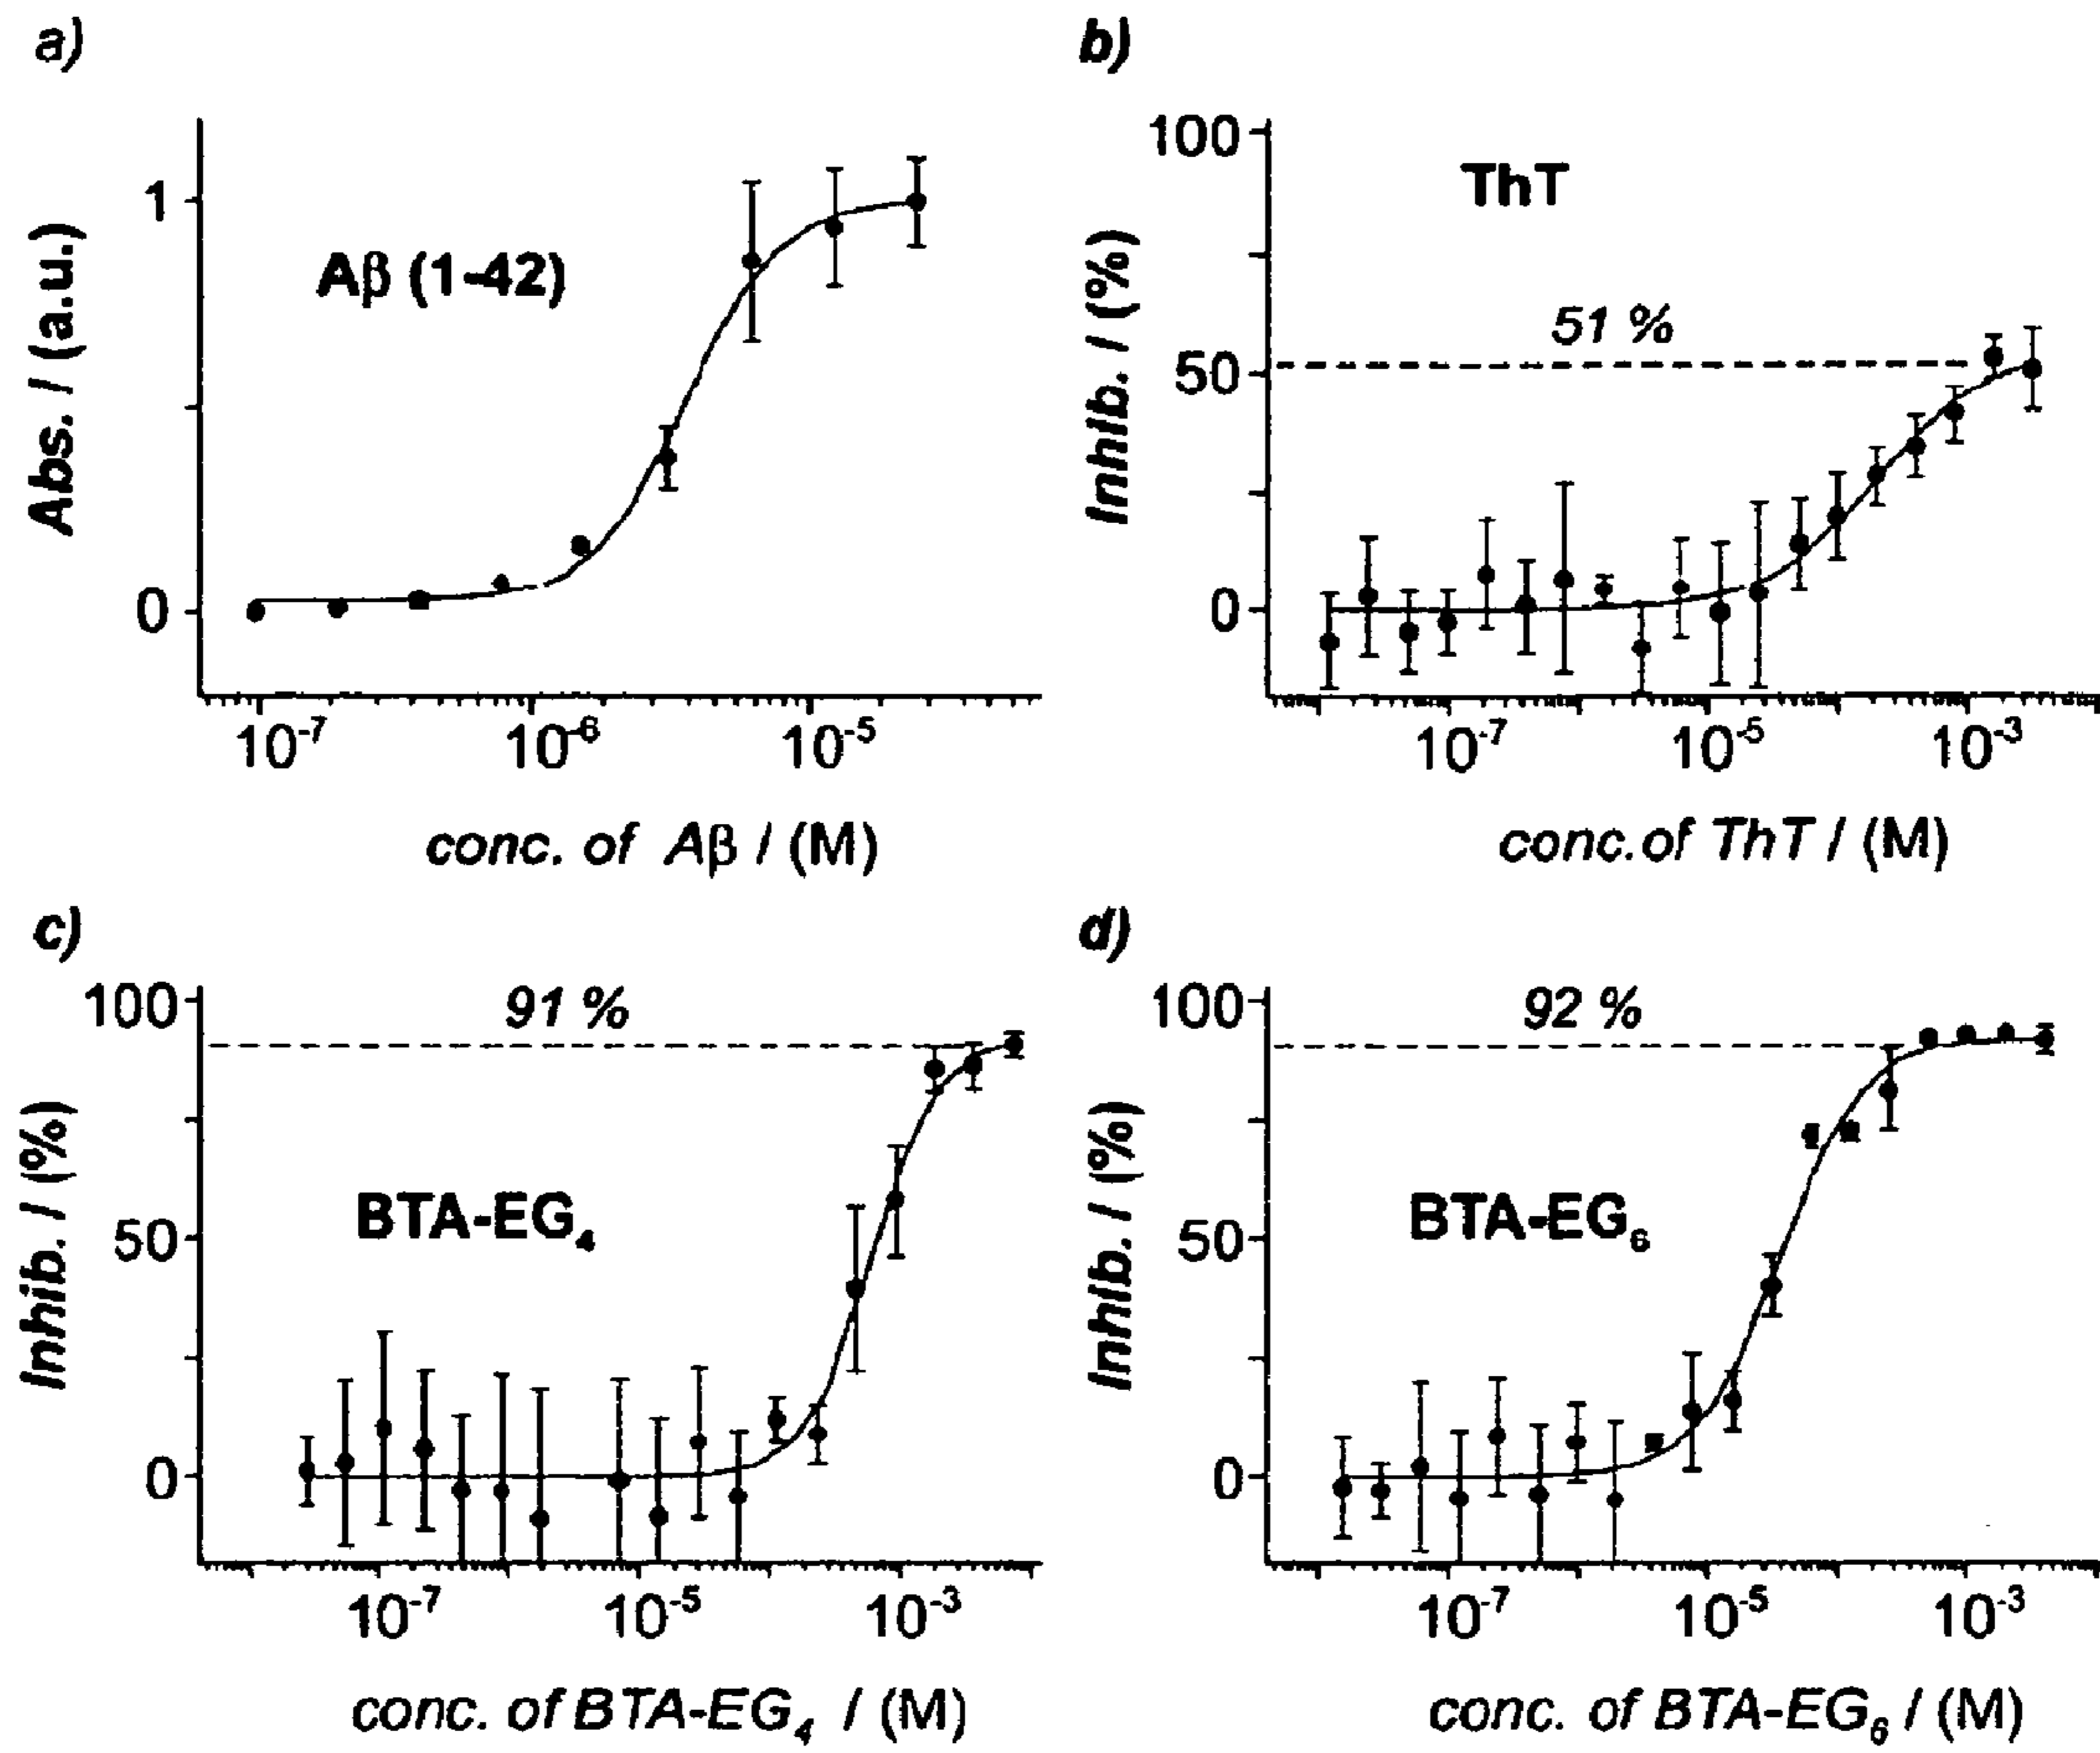 a)
Abs. / (a.u.)
1
0
Aβ (1-42)
10⁻⁷ 10⁻⁶ 10⁻⁵
conc. of Aβ / (M)
b)
Inhib. / (%)
100
50
0
ThT
51 %
10⁻⁷ 10⁻⁵ 10⁻³
conc.of ThT / (M)
c)
Inhib. / (%)
100
50
0
91 %
BTA-EG₄
10⁻⁷ 10⁻⁵ 10⁻³
conc. of BTA-EG₄ / (M)
d)
Inhib. / (%)
100
50
0
92 %
BTA-EG₆
10⁻⁷ 10⁻⁵ 10⁻³
conc. of BTA-EG₆ / (M)